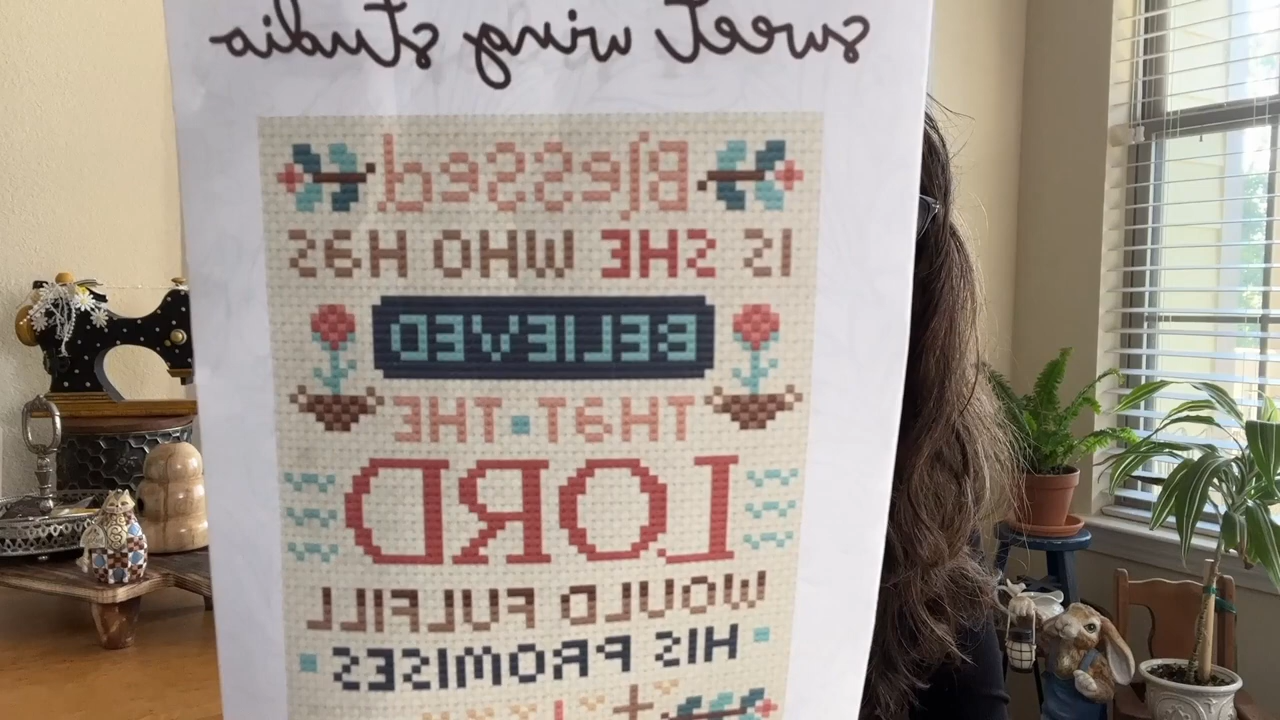 sweet wing studio
Blessed
IS SHE WHO HAS
BELIEVED
THAT THE
LORD
WOULD FULFILL
HIS PROMISES